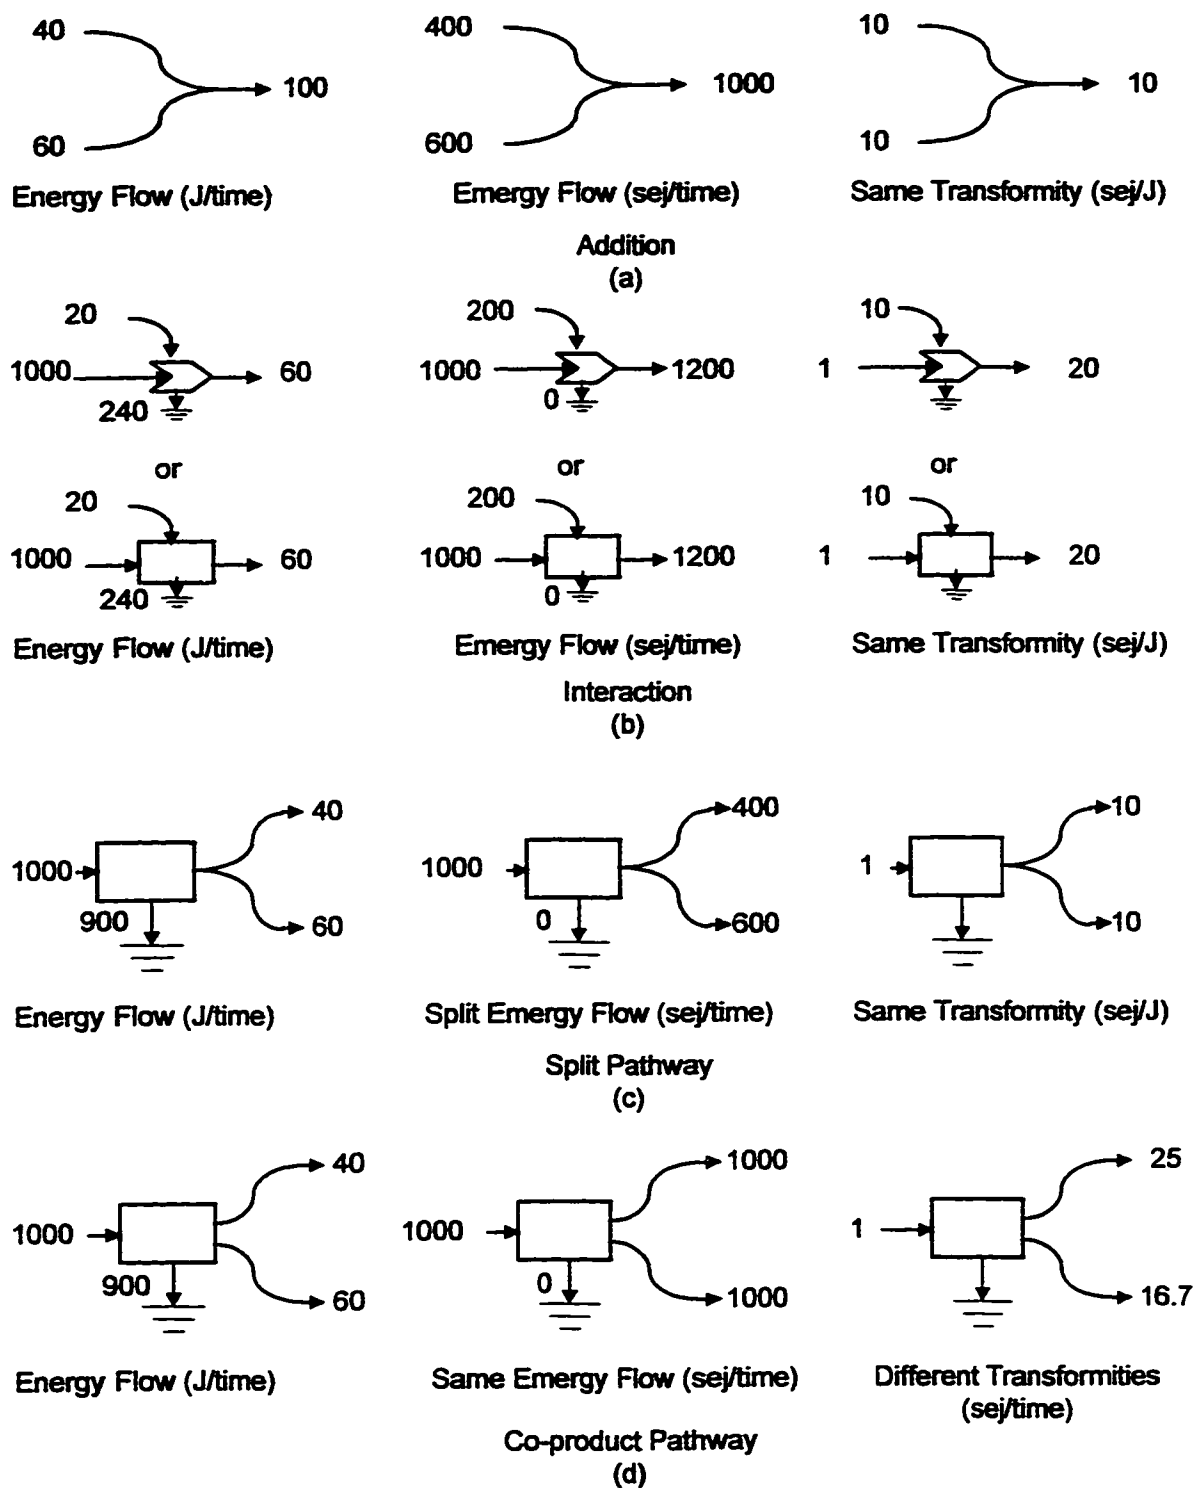 40 400 10
100 1000 10
60 600 10
Energy Flow (J/time) Emergy Flow (sej/time) Same Transformity (sej/J)
Addition
(a)
20 200 10
1000 60 1000 1200 1 20
240 0
or or or
20 200 10
1000 60 1000 1200 1 20
240 0
Energy Flow (J/time) Emergy Flow (sej/time) Same Transformity (sej/J)
Interaction
(b)
40 400 10
1000 1000 1
900 60 0 600 10
Energy Flow (J/time) Split Emergy Flow (sej/time) Same Transformity (sej/J)
Split Pathway
(c)
40 1000 25
1000 1000 1
900 60 0 1000 16.7
Energy Flow (J/time) Same Emergy Flow (sej/time) Different Transformities
(sej/time)
Co-product Pathway
(d)